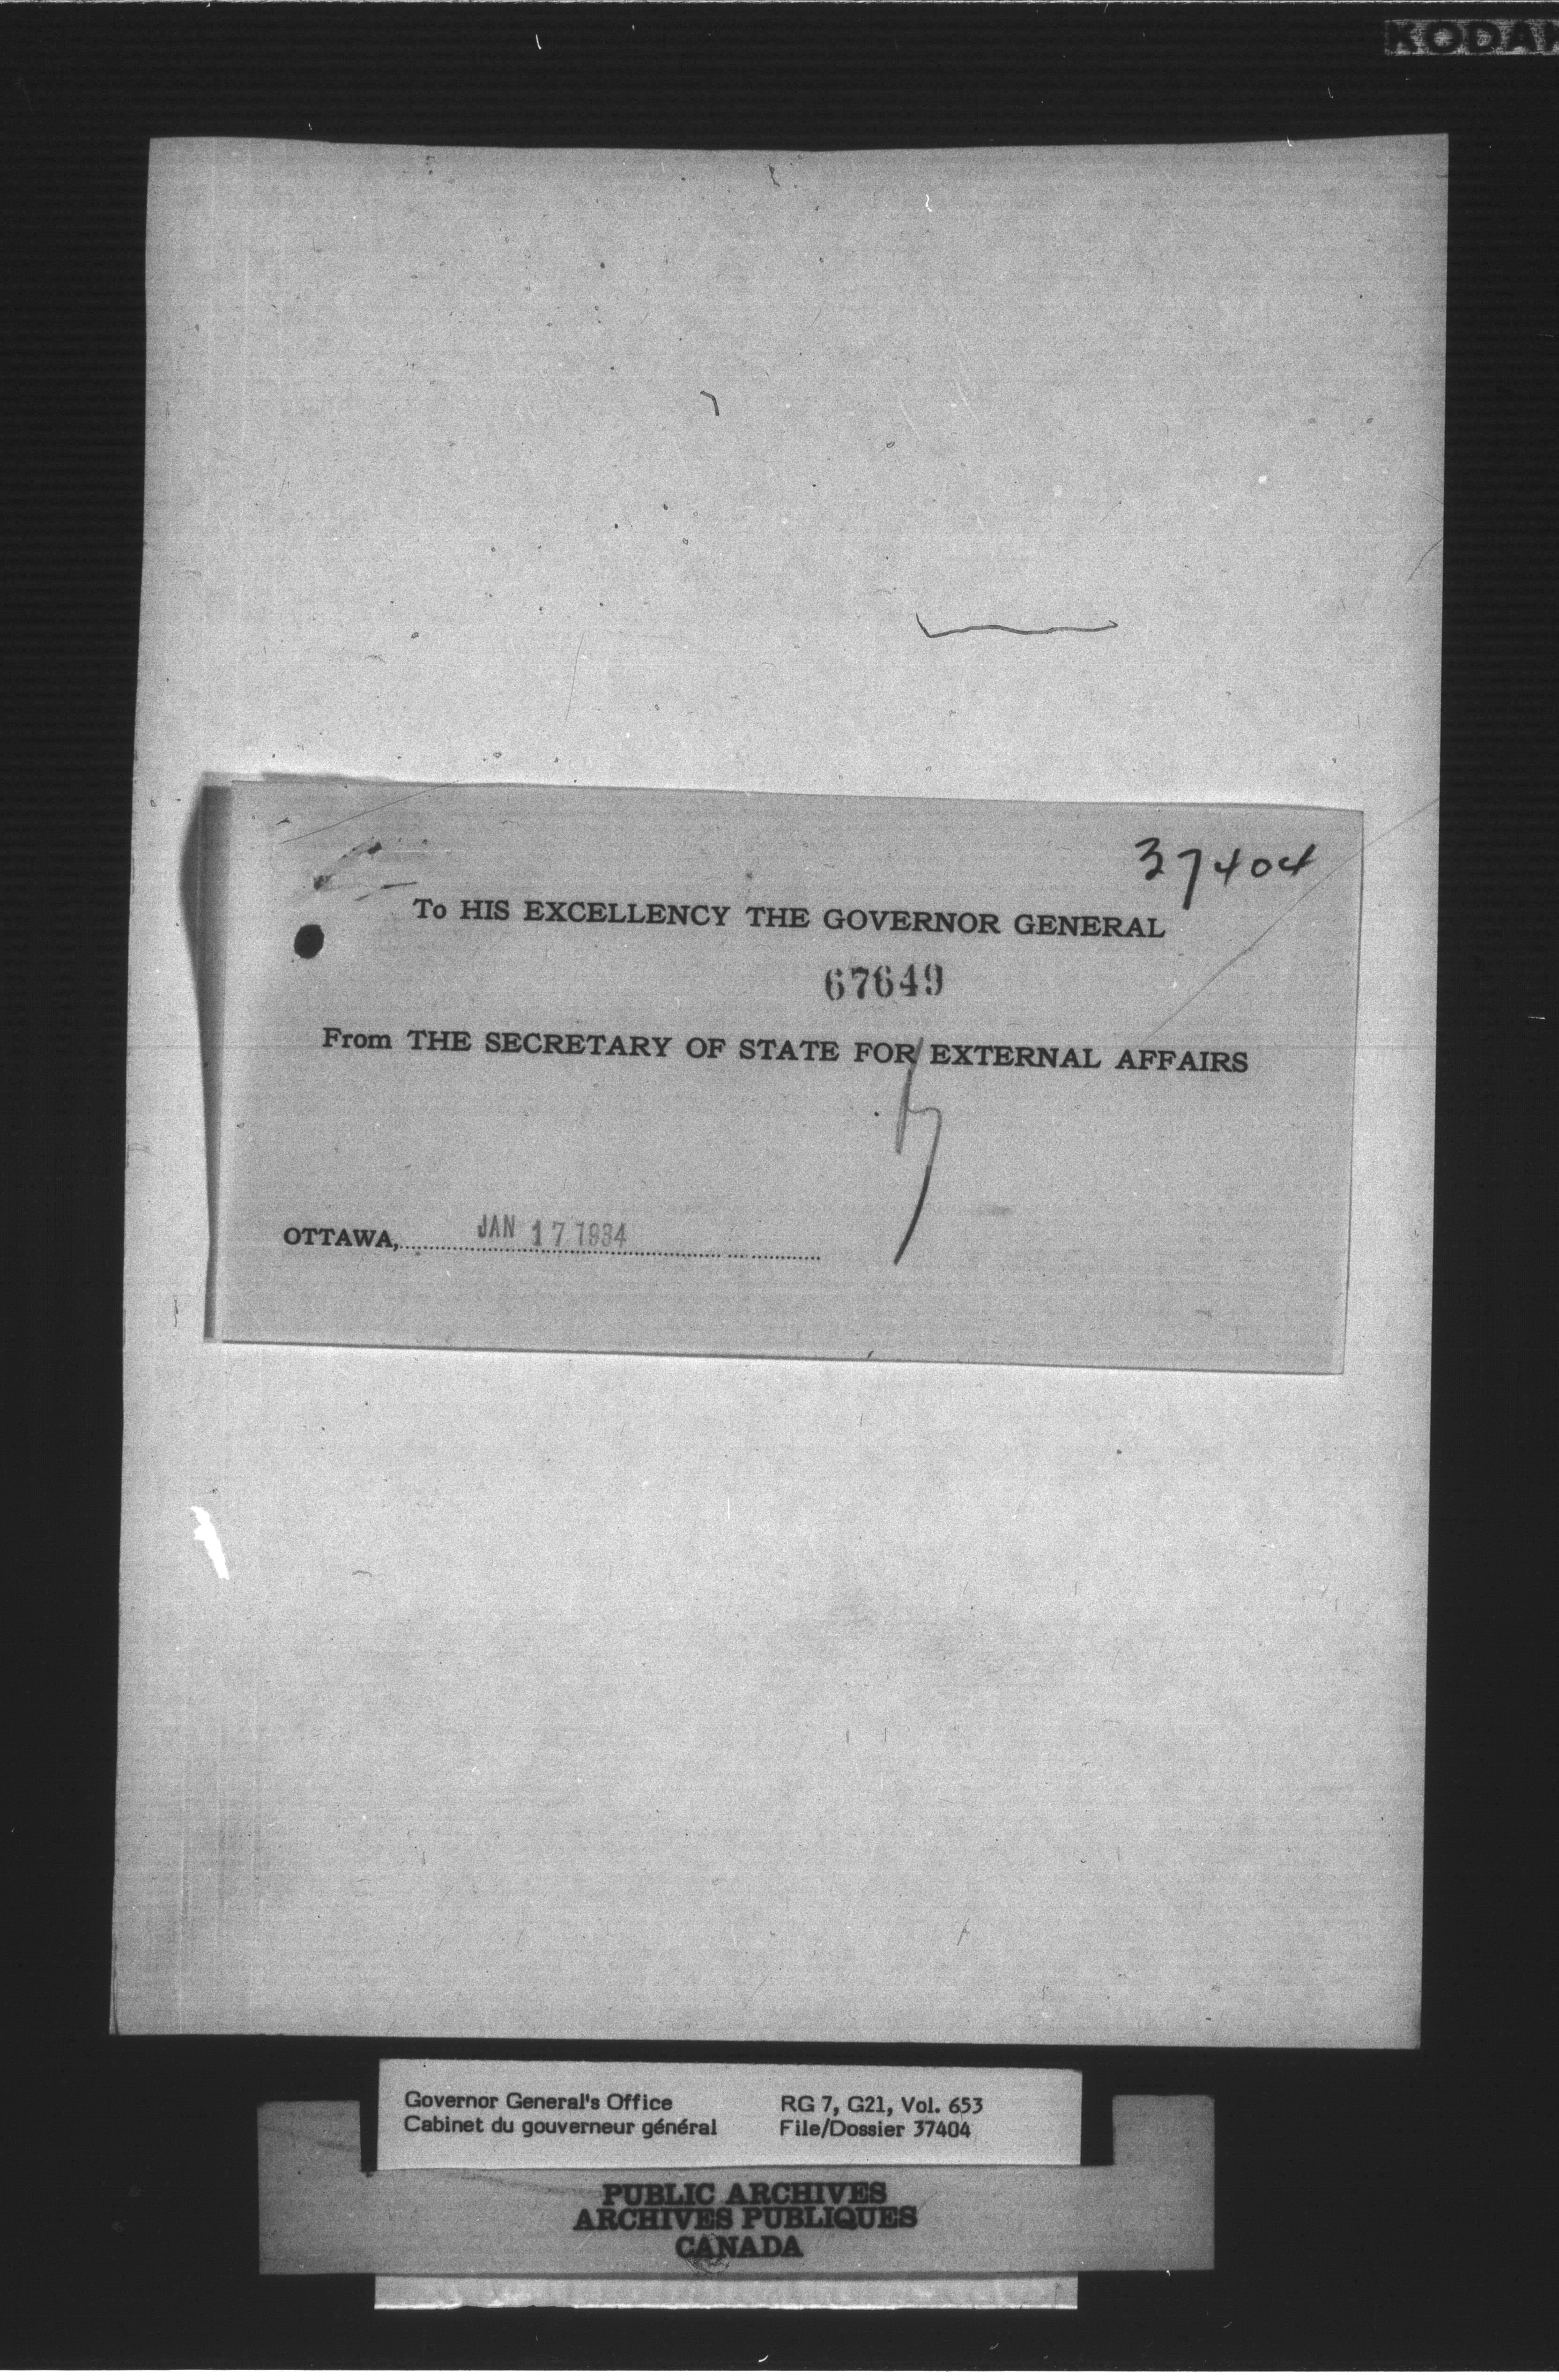 KODAK
37404
To HIS EXCELLENCY THE GOVERNOR GENERAL
67649
From THE SECRETARY OF STATE FOR EXTERNAL AFFAIRS
OTTAWA, JAN 17 1934
Governor General's Office RG 7, G21, Vol. 653
Cabinet du gouverneur général File/Dossier 37404
PUBLIC ARCHIVES
ARCHIVES PUBLIQUES
CANADA